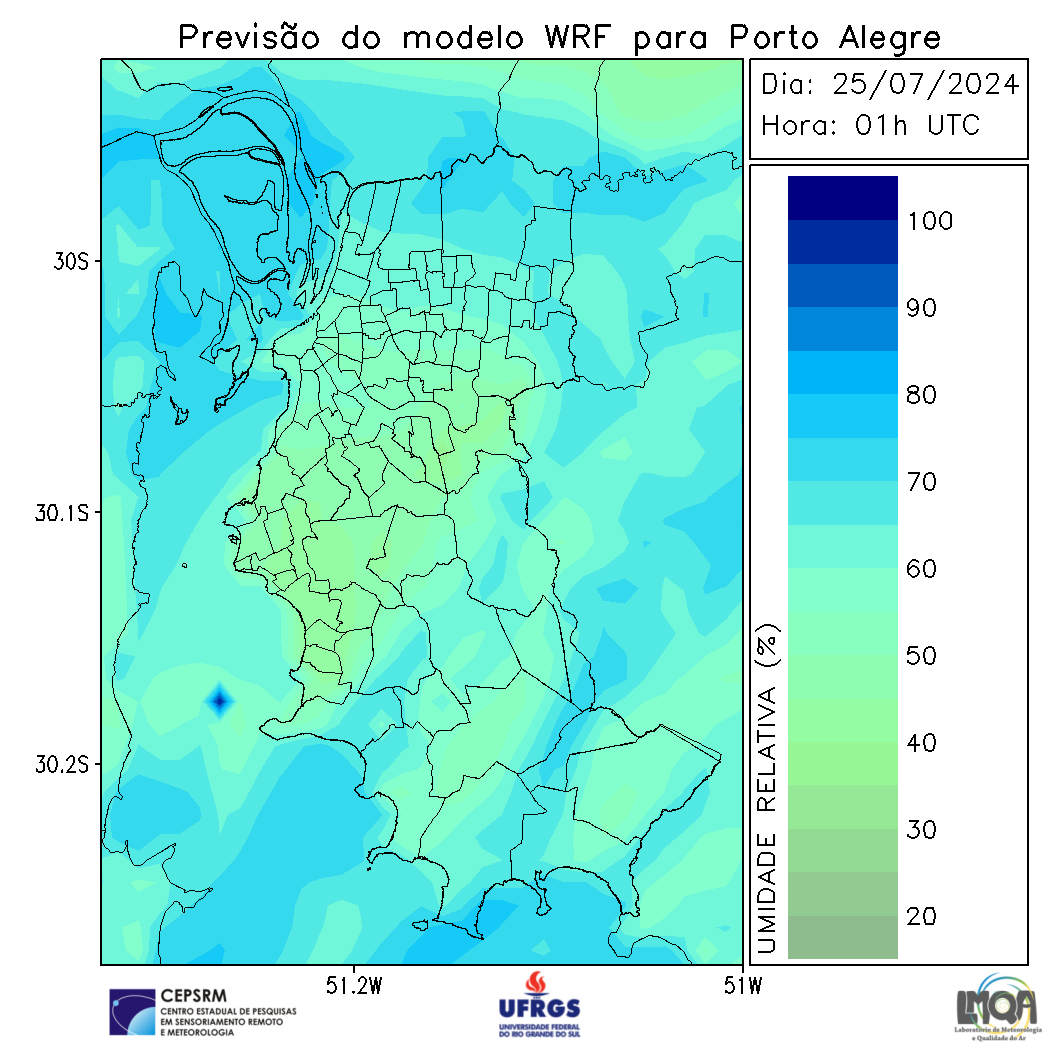 Previsão do modelo WRF para Porto Alegre
Dia: 25/07/2024
Hora: 01h UTC
30S
30.1S
30.2S
51.2W
51W
UMIDADE RELATIVA (%)
100
90
80
70
60
50
40
30
20
CEPSRM
CENTRO ESTADUAL DE PESQUISAS
EM SENSORIAMENTO REMOTO
E METEOROLOGIA
UFRGS
UNIVERSIDADE FEDERAL
DO RIO GRANDE DO SUL
LMQA
Laboratório de Meteorologia
e Qualidade do Ar